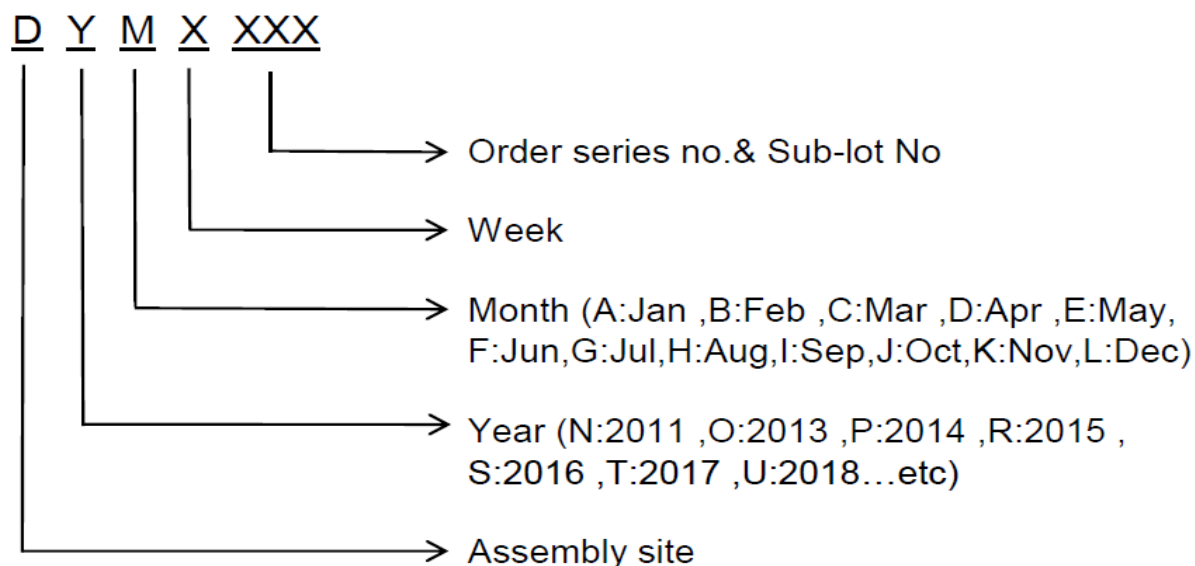 D Y M X XXX
Order series no.& Sub-lot No
Week
Month (A:Jan ,B:Feb ,C:Mar ,D:Apr ,E:May,
F:Jun,G:Jul,H:Aug,I:Sep,J:Oct,K:Nov,L:Dec)
Year (N:2011 ,O:2013 ,P:2014 ,R:2015 ,
S:2016 ,T:2017 ,U:2018...etc)
Assembly site